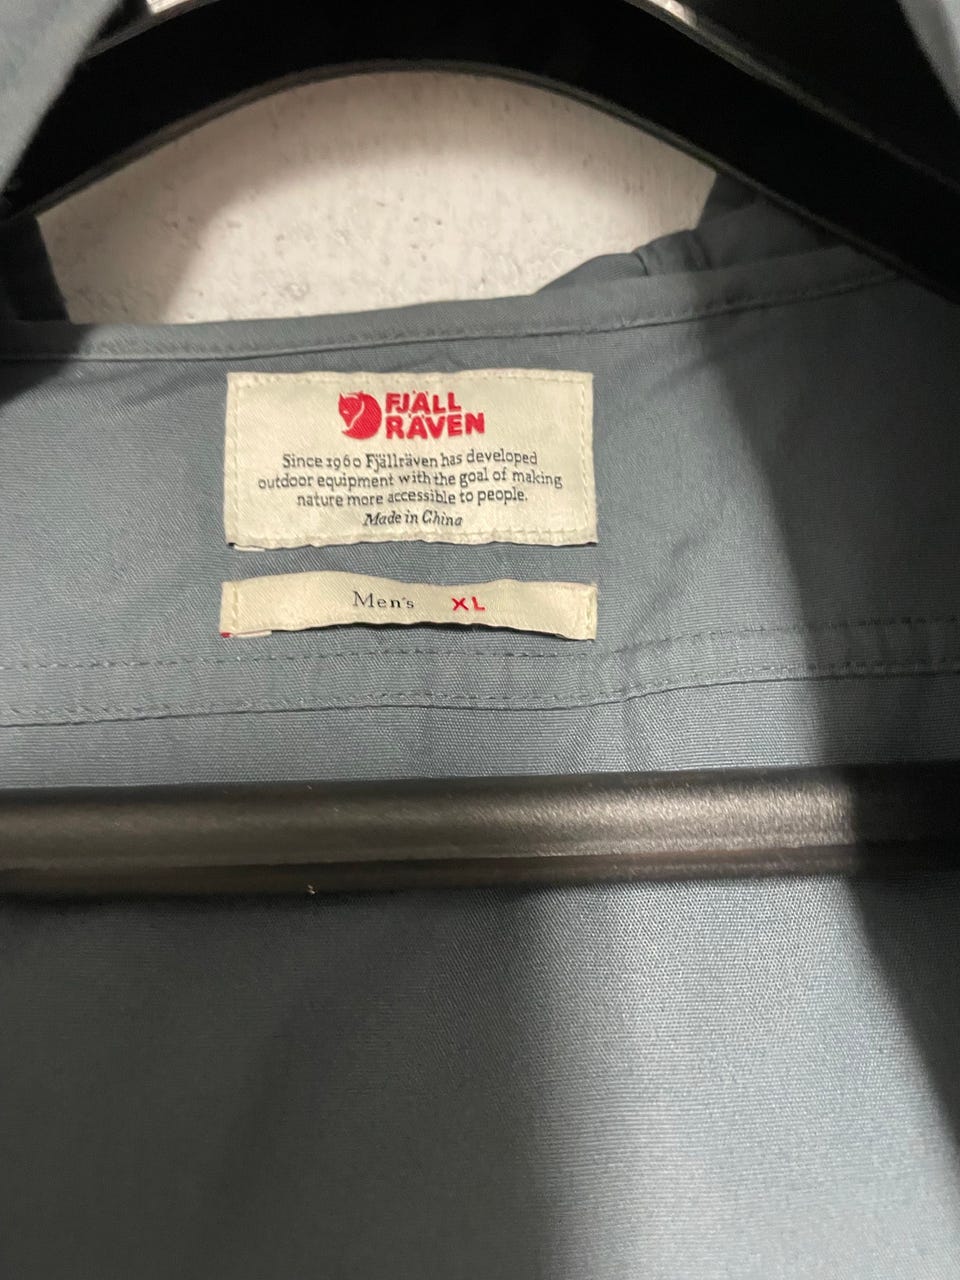 FJÄLL
RÄVEN
Since 1960 Fjällräven has developed
outdoor equipment with the goal of making
nature more accessible to people.
Made in China
Men's XL